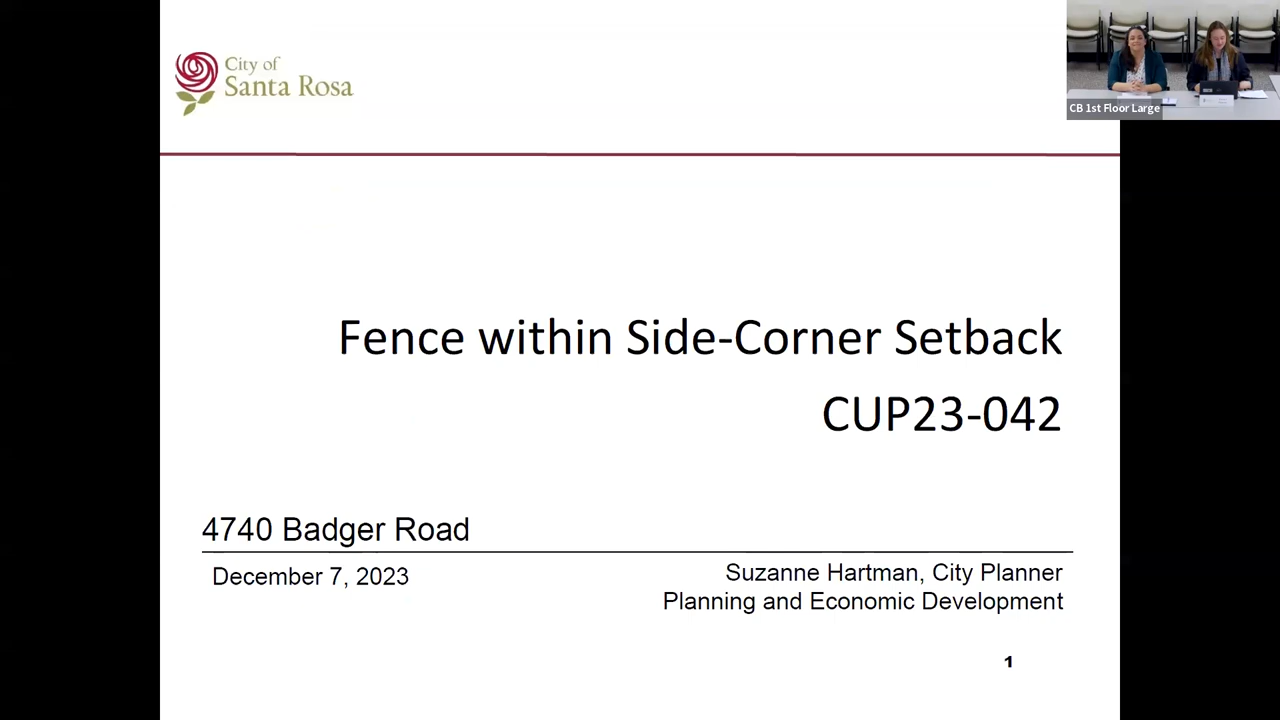 City of
Santa Rosa
CB 1st Floor Large
Fence within Side-Corner Setback
CUP23-042
4740 Badger Road
December 7, 2023
Suzanne Hartman, City Planner
Planning and Economic Development
1